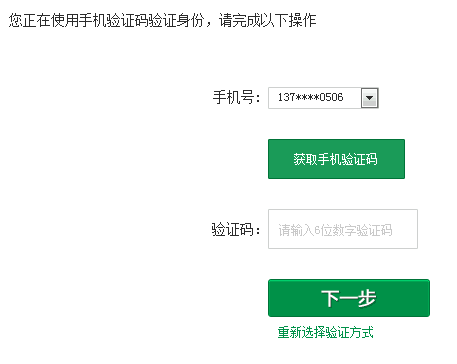 您正在使用手机验证码验证身份，请完成以下操作
手机号： 137****0506
获取手机验证码
验证码： 请输入6位数字验证码
下一步
重新选择验证方式